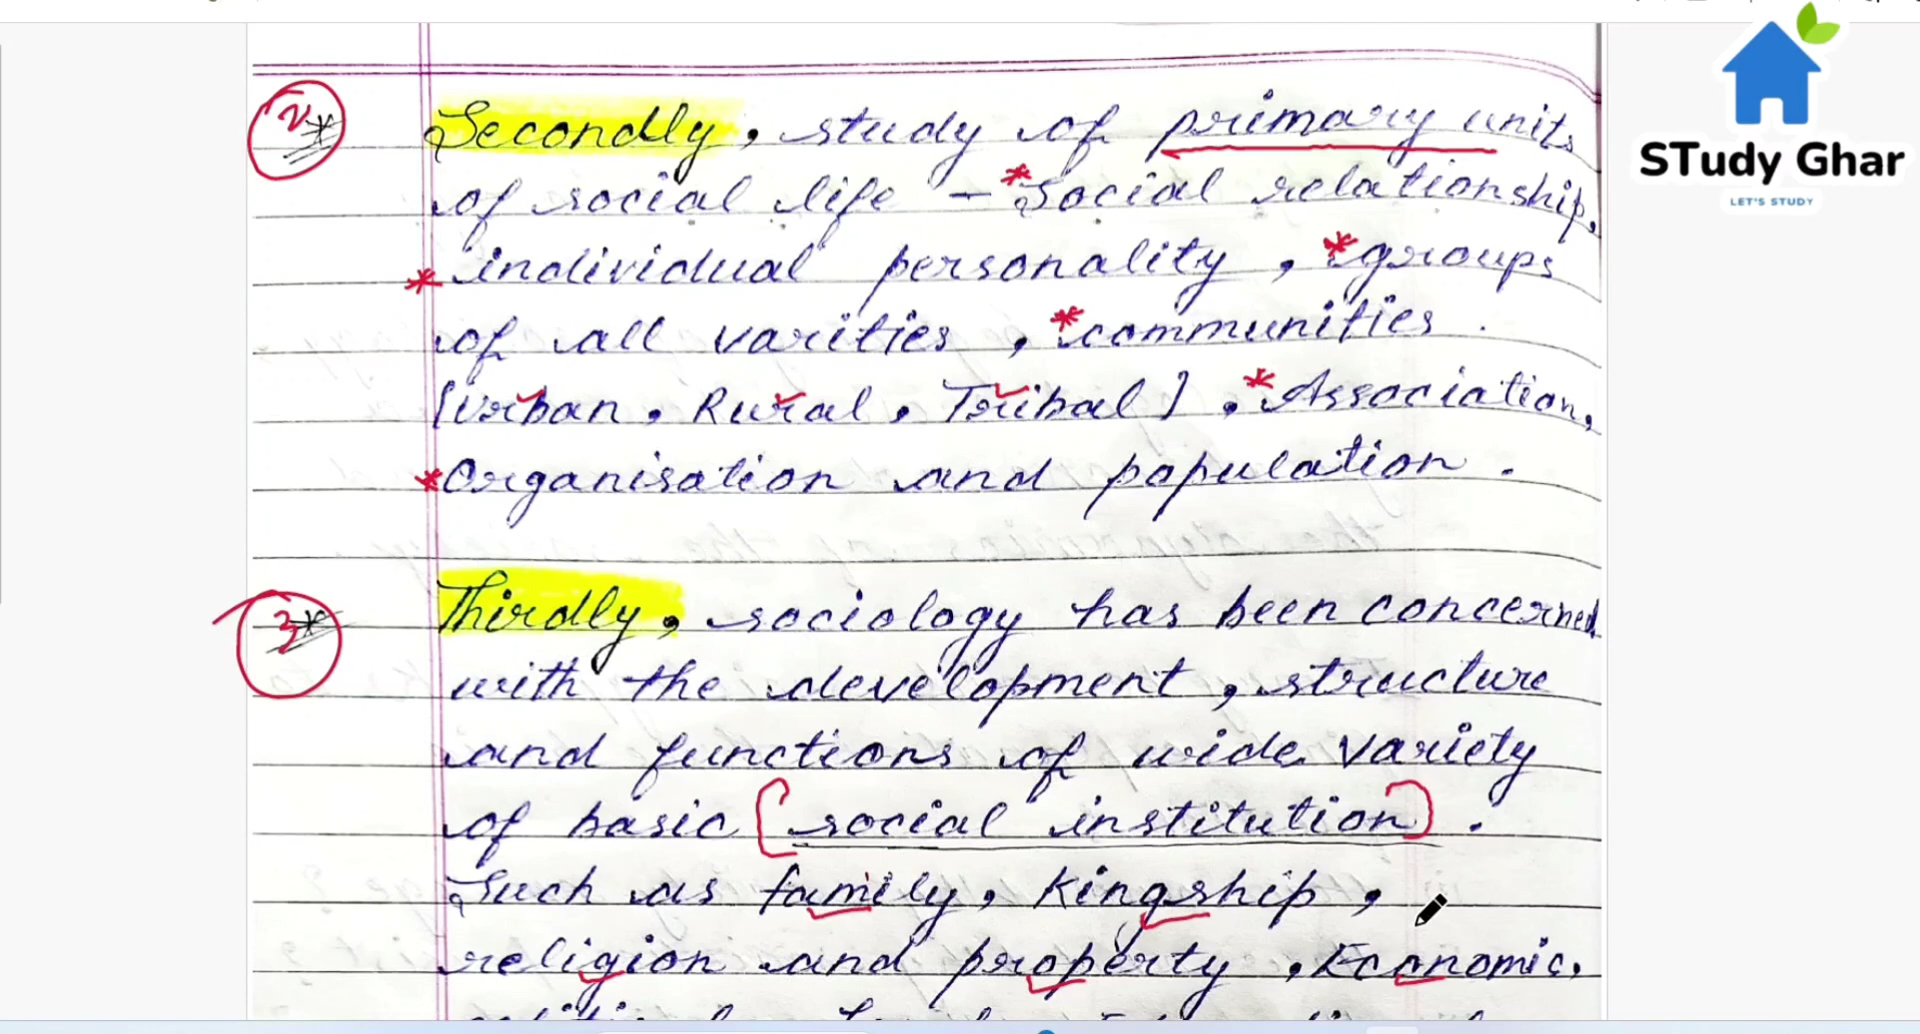 STudy Ghar
LET'S STUDY
2*
Secondly, study of primary units
of social life - *Social relationship,
*individual personality, *groups
of all varities, *communities.
[Urban, Rural, Tribal], *Association,
*Organisation and population.
3*
Thirdly, sociology has been concerned
with the development, structure
and functions of wide variety
of basic [social institution].
Such as family, Kingship,
religion and property, Economic,